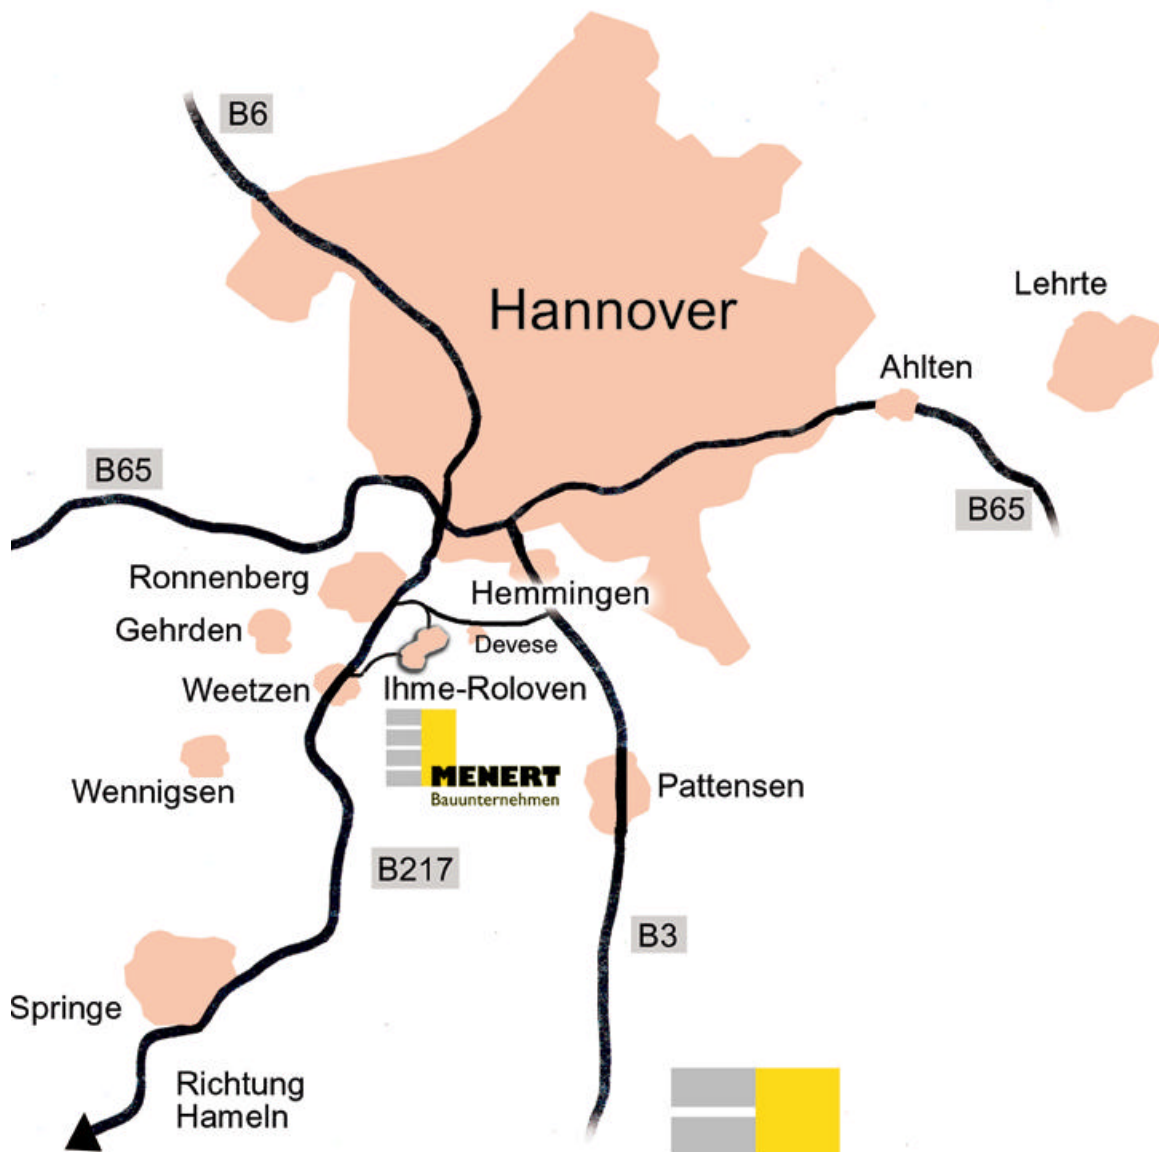 B6
Lehrte
Hannover
Ahlten
B65
B65
Ronnenberg
Hemmingen
Gehrden
Devese
Weetzen
Ihme-Roloven
MENERT
Bauunternehmen
Wennigsen
Pattensen
B217
B3
Springe
Richtung
Hameln